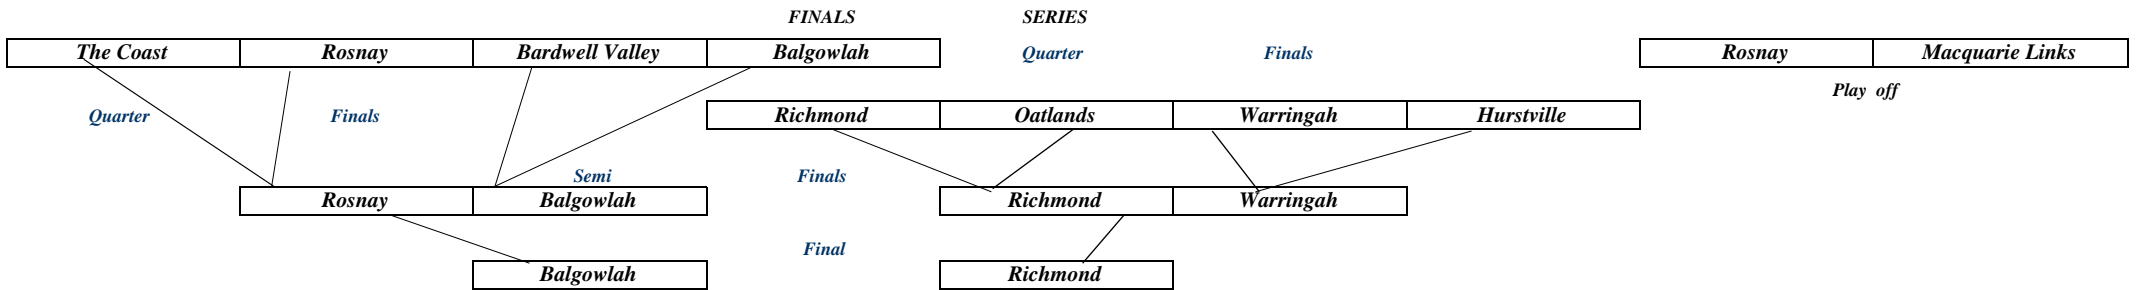 FINALS SERIES
The Coast Rosnay Bardwell Valley Balgowlah Quarter Finals Rosnay Macquarie Links
Play off
Quarter Finals Richmond Oatlands Warringah Hurstville
Semi Finals
Rosnay Balgowlah Richmond Warringah
Final
Balgowlah Richmond